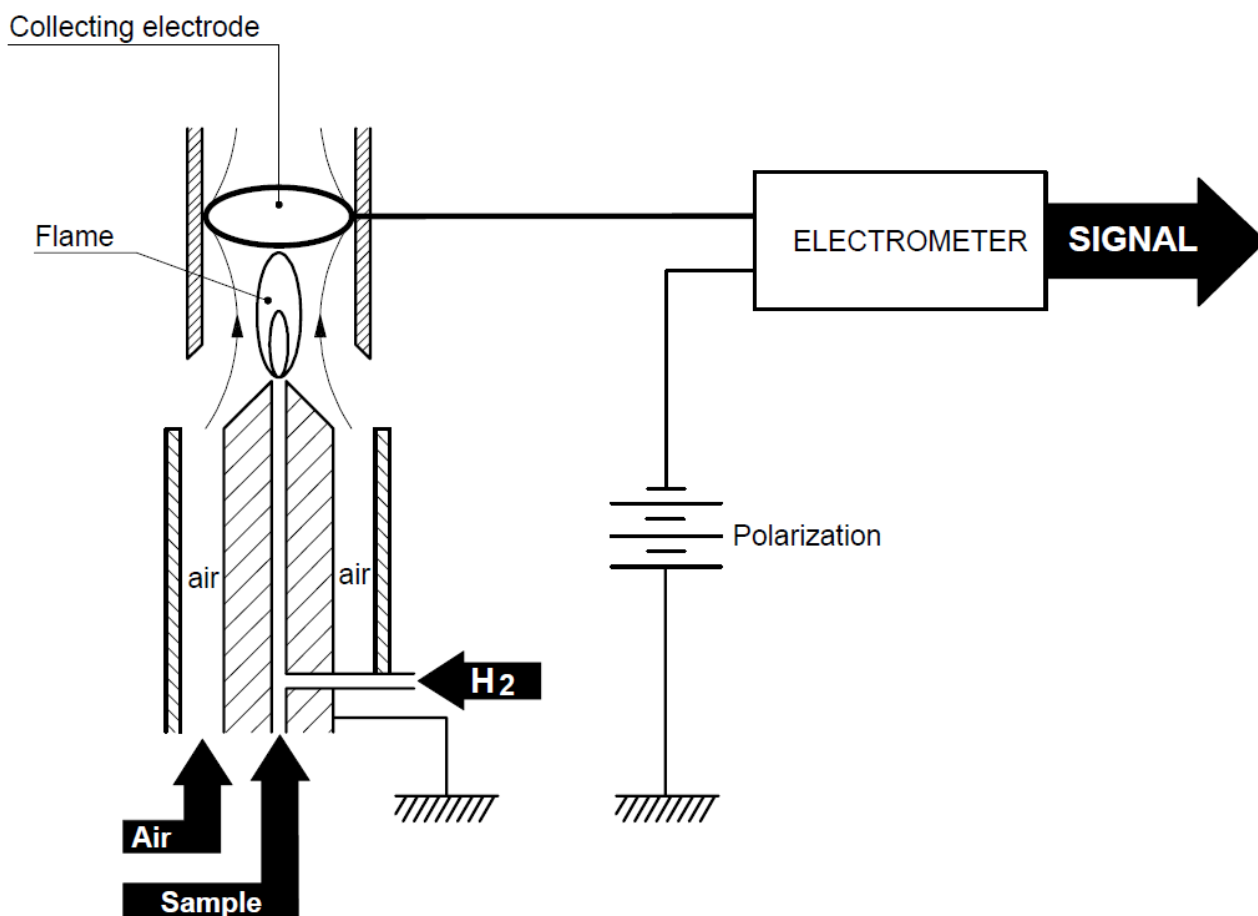 Collecting electrode
Flame
ELECTROMETER
SIGNAL
Polarization
air
air
H2
Air
Sample